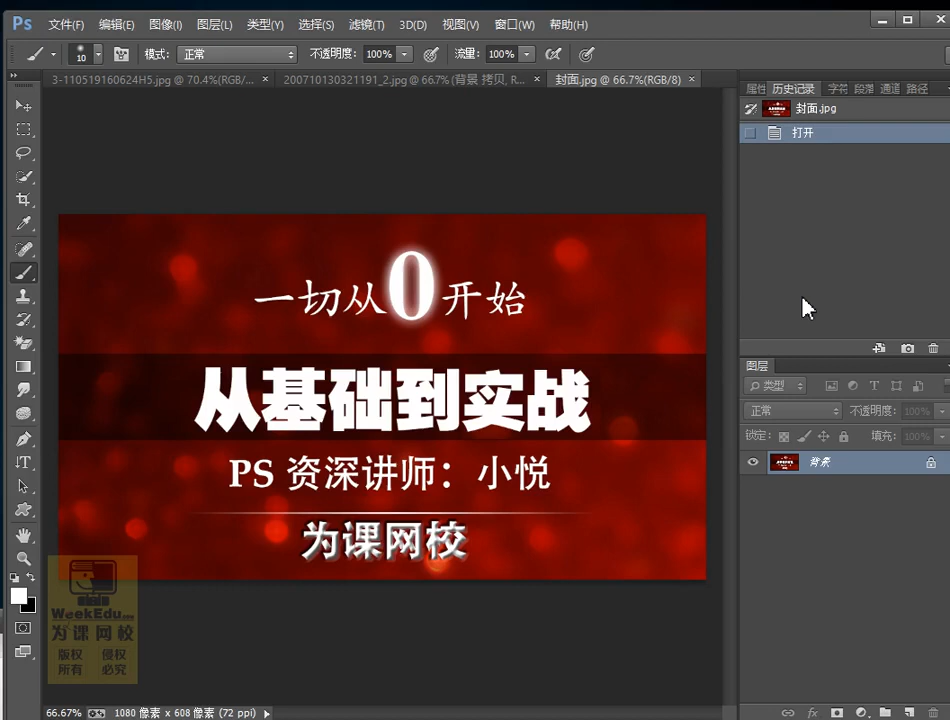 Ps 文件(F) 编辑(E) 图像(I) 图层(L) 类型(Y) 选择(S) 滤镜(T) 3D(D) 视图(V) 窗口(W) 帮助(H)
10 模式: 正常 不透明度: 100% 流量: 100%
3-110519160624H5.jpg @ 70.4%(RGB/... × 200710130321191_2.jpg @ 66.7% (背景 拷贝, R... × 封面.jpg @ 66.7%(RGB/8) ×
属性 历史记录 字符 段落 通道 路径
封面.jpg
打开
一切从0开始
从基础到实战
PS 资深讲师：小悦
为课网校
图层
类型
正常 不透明度: 100%
锁定: 填充: 100%
背景
WeekEdu.com
为课网校
版权 侵权
所有 必究
66.67% 1080 像素 x 608 像素 (72 ppi)